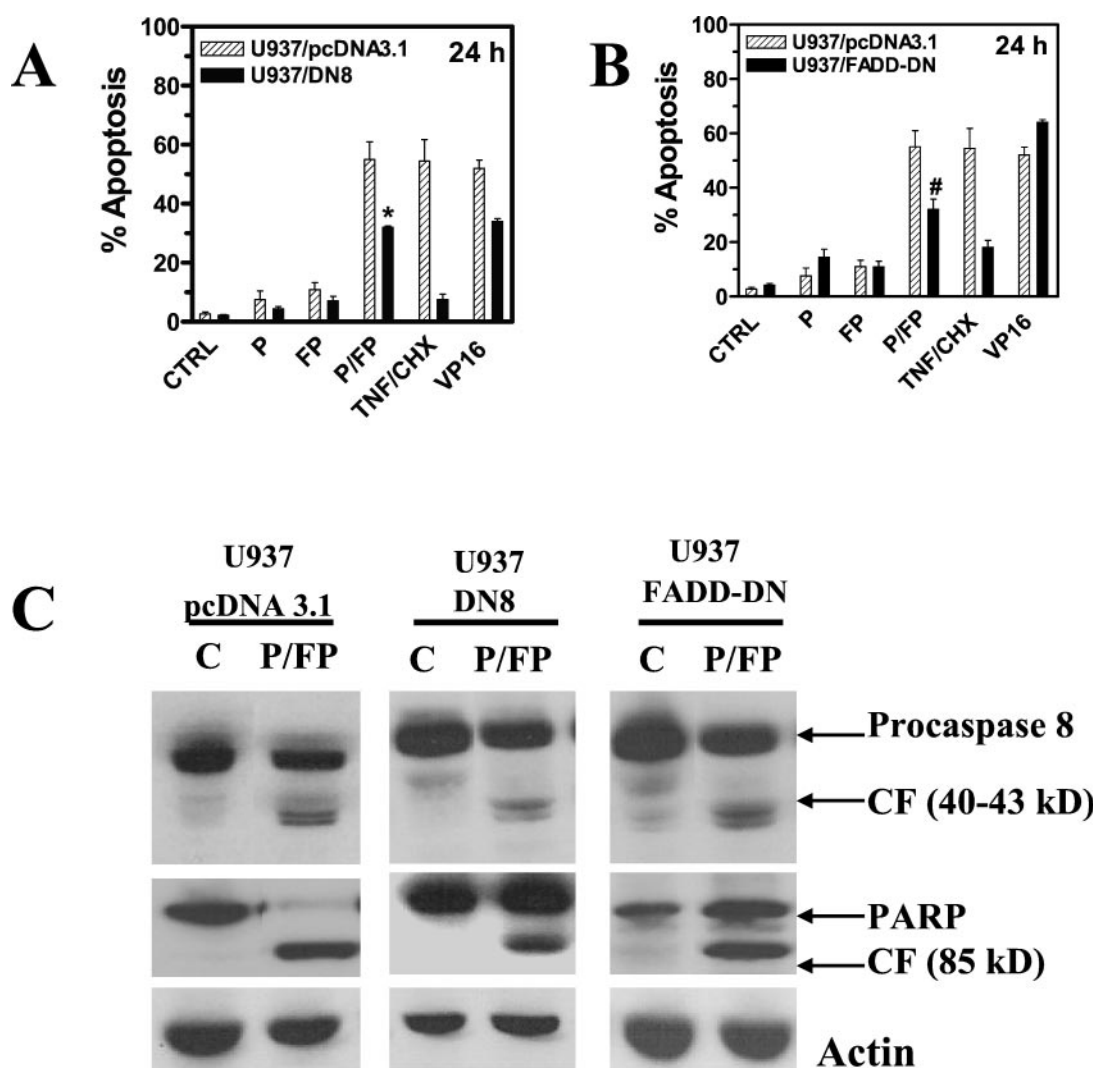 A
% Apoptosis
100
80
60
40
20
0
U937/pcDNA3.1
U937/DN8
24 h
*
CTRL
P
FP
P/FP
TNF/CHX
VP16
B
% Apoptosis
100
80
60
40
20
0
U937/pcDNA3.1
U937/FADD-DN
24 h
#
CTRL
P
FP
P/FP
TNF/CHX
VP16
C
U937
pcDNA 3.1
U937
DN8
U937
FADD-DN
C P/FP
C P/FP
C P/FP
Procaspase 8
CF (40-43 kD)
PARP
CF (85 kD)
Actin